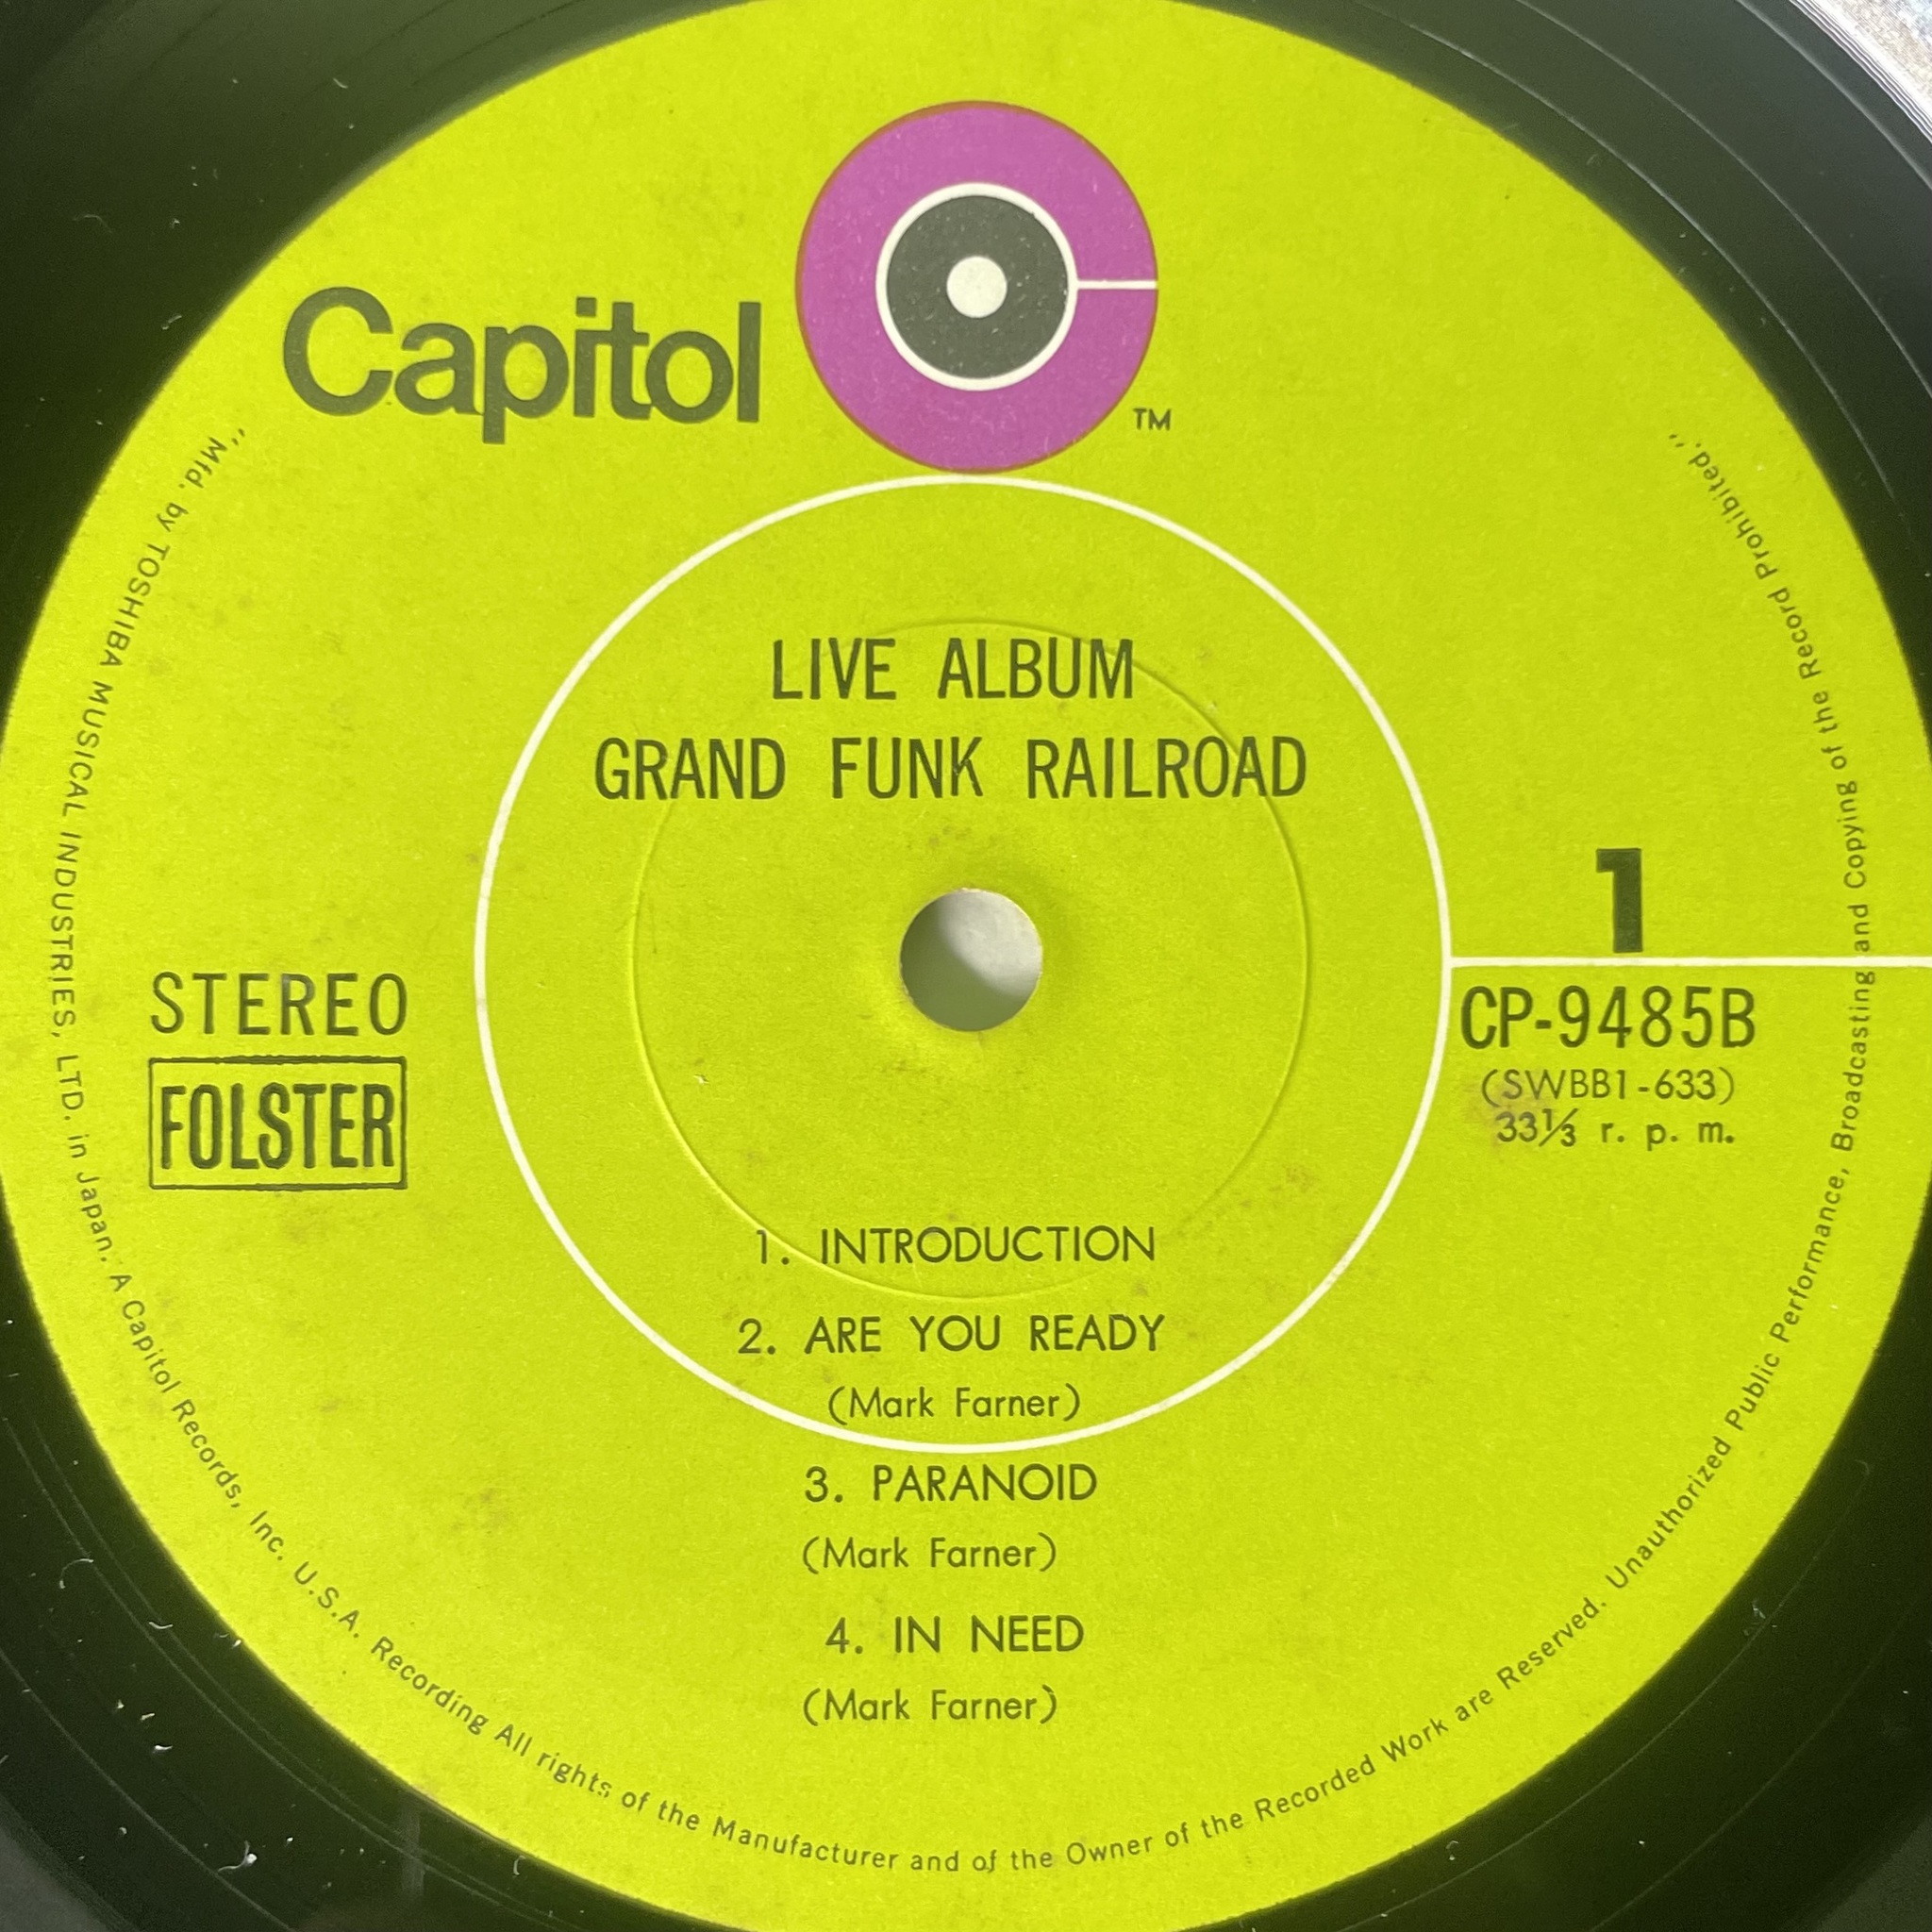 Capitol
TM
LIVE ALBUM
GRAND FUNK RAILROAD
1
STEREO
FOLSTER
CP-9485B
(SWBB1-633)
33⅓ r. p. m.
1. INTRODUCTION
2. ARE YOU READY
(Mark Farner)
3. PARANOID
(Mark Farner)
4. IN NEED
(Mark Farner)
"Mfd. by TOSHIBA MUSICAL INDUSTRIES, LTD. in Japan. A Capitol Records, Inc. U.S.A. Recording All rights of the Manufacturer and of the Owner of the Recorded Work are Reserved. Unauthorized Public Performance, Broadcasting and Copying of the Record Prohibited."